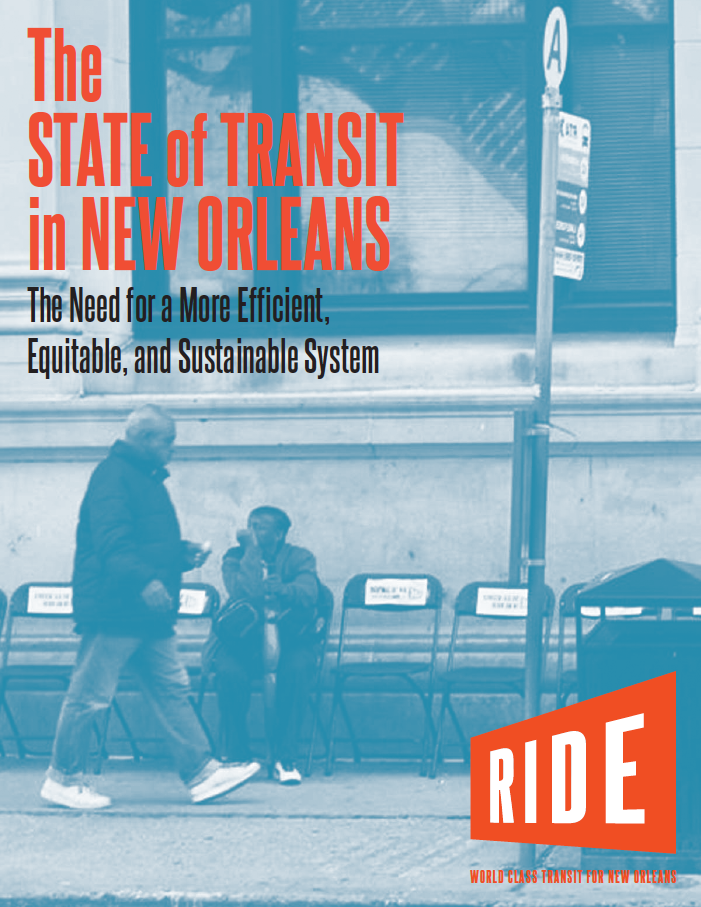 The
STATE of TRANSIT
in NEW ORLEANS
The Need for a More Efficient,
Equitable, and Sustainable System
A
RIDE
WORLD CLASS TRANSIT FOR NEW ORLEANS